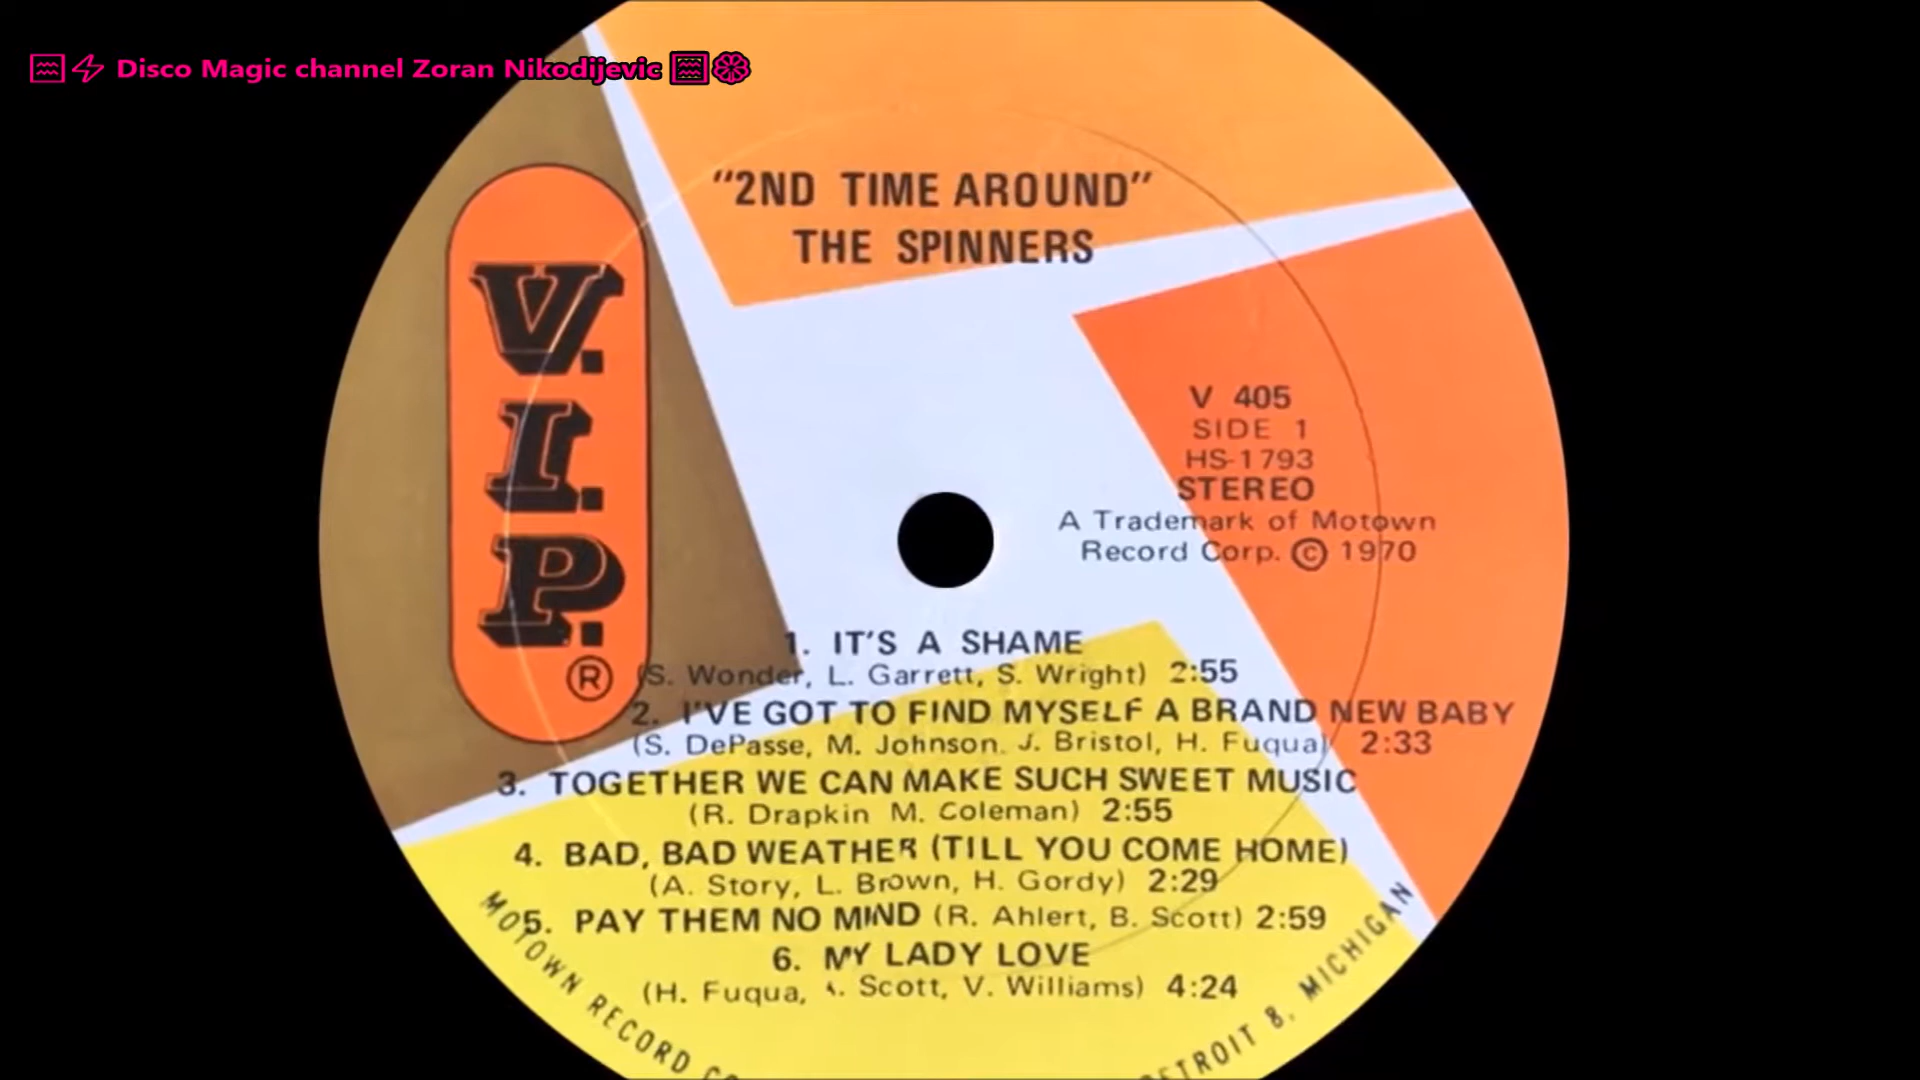 Disco Magic channel Zoran Nikodijevic
"2ND TIME AROUND"
THE SPINNERS
V.I.P.
®
V 405
SIDE 1
HS-1793
STEREO
A Trademark of Motown
Record Corp. © 1970
1. IT'S A SHAME
(S. Wonder, L. Garrett, S. Wright) 2:55
2. I'VE GOT TO FIND MYSELF A BRAND NEW BABY
(S. DePasse, M. Johnson. J. Bristol, H. Fuqua) 2:33
3. TOGETHER WE CAN MAKE SUCH SWEET MUSIC
(R. Drapkin M. Coleman) 2:55
4. BAD, BAD WEATHER (TILL YOU COME HOME)
(A. Story, L. Brown, H. Gordy) 2:29
5. PAY THEM NO MIND (R. Ahlert, B. Scott) 2:59
6. MY LADY LOVE
(H. Fuqua, Scott, V. Williams) 4:24
MOTOWN RECORD
8, MICHIGAN